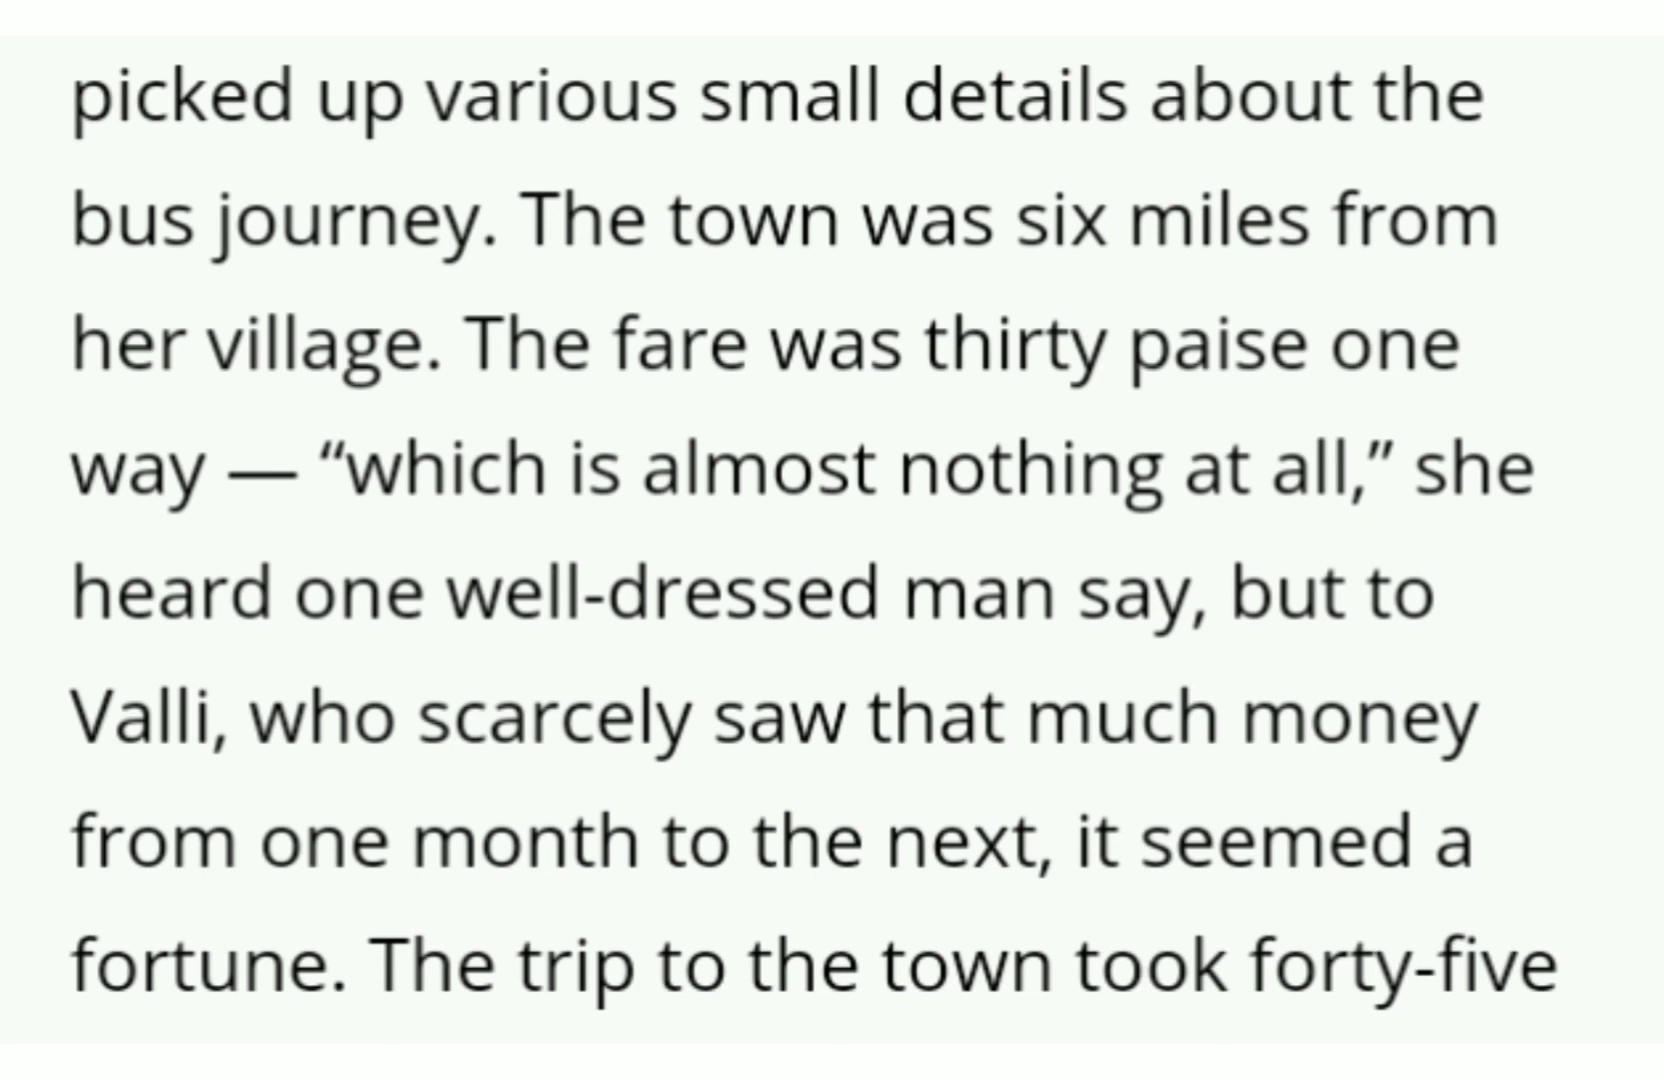 picked up various small details about the
bus journey. The town was six miles from
her village. The fare was thirty paise one
way — “which is almost nothing at all,” she
heard one well-dressed man say, but to
Valli, who scarcely saw that much money
from one month to the next, it seemed a
fortune. The trip to the town took forty-five